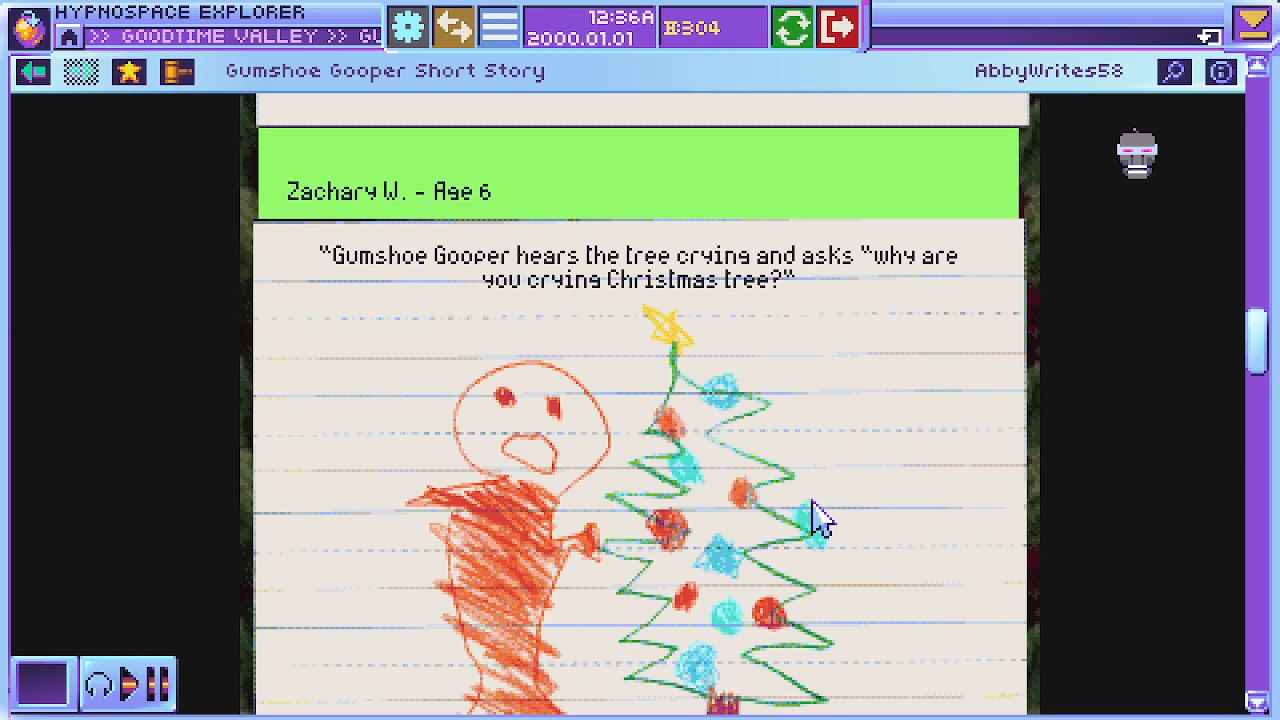 HYPNOSPACE EXPLORER
>> GOODTIME VALLEY >>
12:36A
2000.01.01
304
Gumshoe Gooper Short Story
AbbyWrites58
Zachary W. - Age 6
"Gumshoe Gooper hears the tree crying and asks "why are
you crying Christmas tree?"